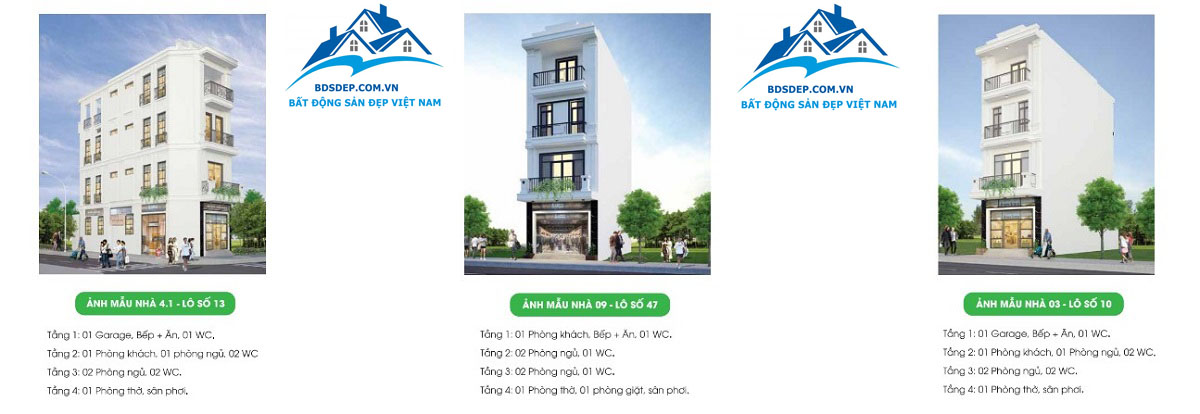 BDSDEP.COM.VN
BẤT ĐỘNG SẢN ĐẸP VIỆT NAM
BDSDEP.COM.VN
BẤT ĐỘNG SẢN ĐẸP VIỆT NAM
ẢNH MẪU NHÀ 4.1 - LÔ SỐ 13
Tầng 1: 01 Garage, Bếp + Ăn, 01 WC.
Tầng 2: 01 Phòng khách, 01 phòng ngủ, 02 WC
Tầng 3: 02 Phòng ngủ, 02 WC.
Tầng 4: 01 Phòng thờ, sân phơi.
ẢNH MẪU NHÀ 09 - LÔ SỐ 47
Tầng 1: 01 Phòng khách, Bếp + Ăn, 01 WC.
Tầng 2: 02 Phòng ngủ, 01 WC.
Tầng 3: 02 Phòng ngủ, 01 WC.
Tầng 4: 01 Phòng thờ, 01 phòng giặt, sân phơi.
ẢNH MẪU NHÀ 03 - LÔ SỐ 10
Tầng 1: 01 Garage, Bếp + Ăn, 01 WC.
Tầng 2: 01 Phòng khách, 01 Phòng ngủ, 02 WC.
Tầng 3: 02 Phòng ngủ, 02 WC.
Tầng 4: 01 Phòng thờ, sân phơi.